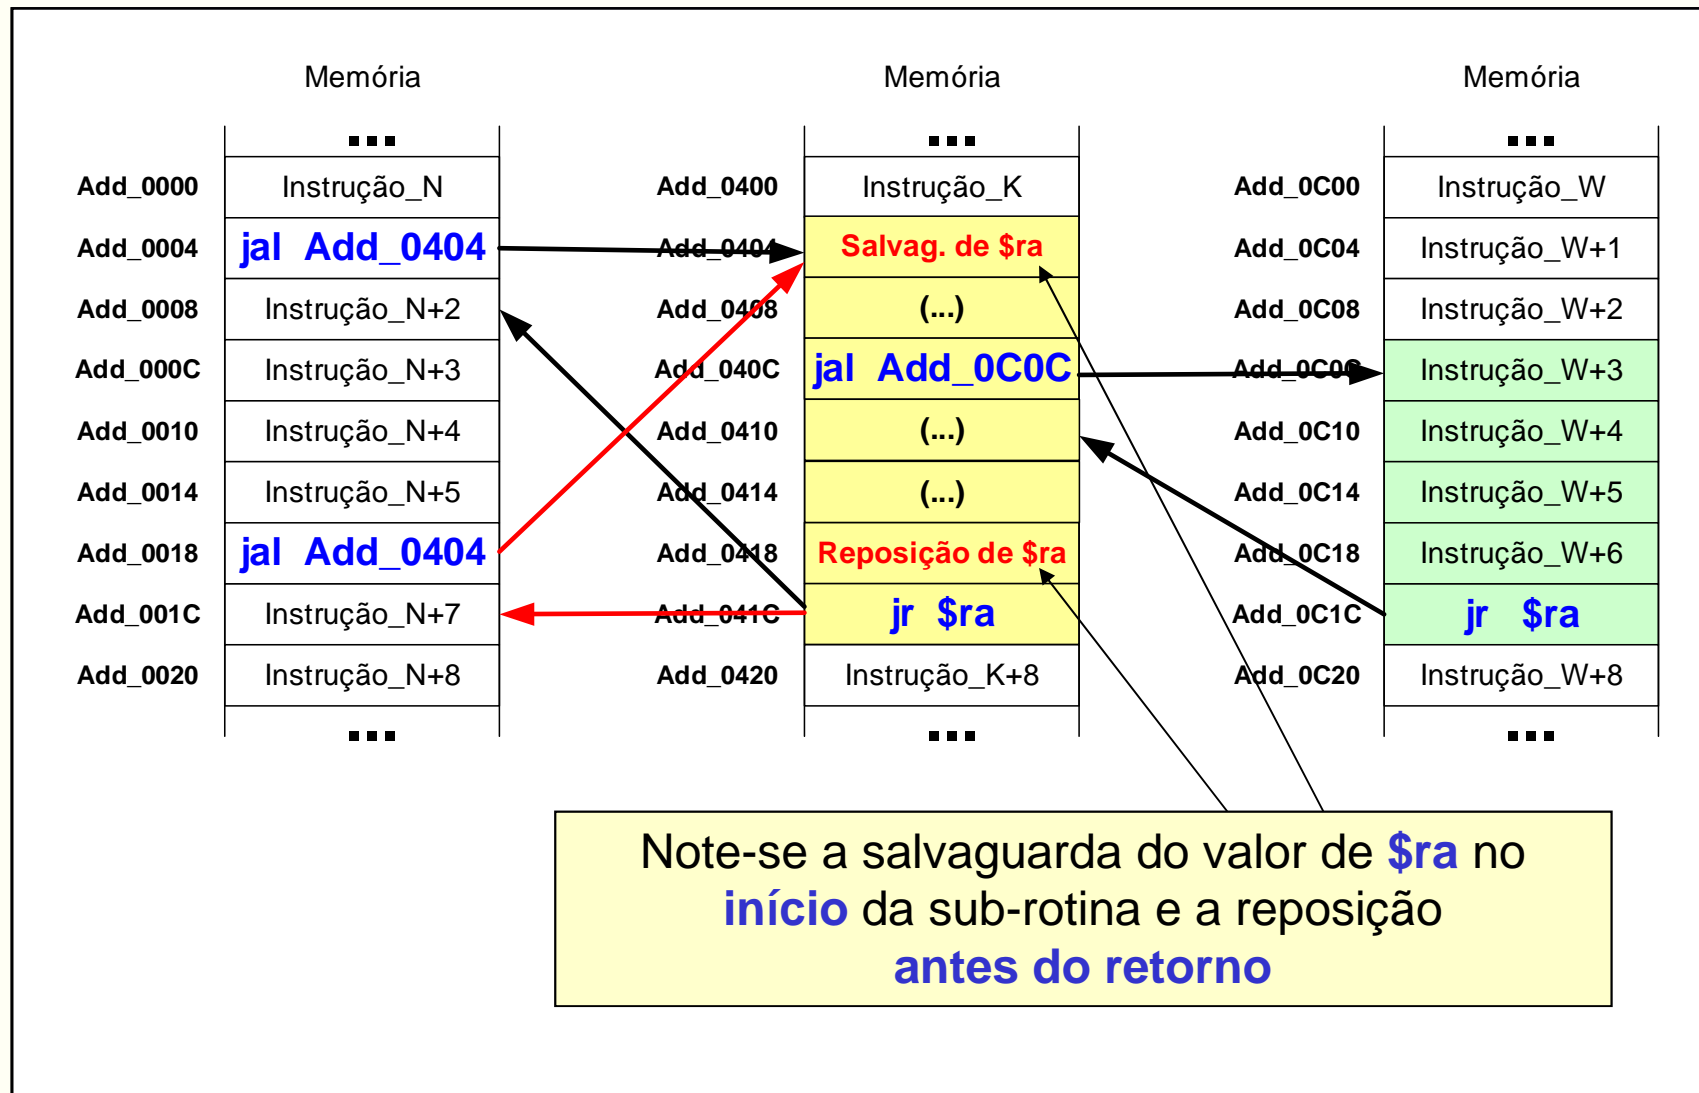 Memória
...
Add_0000 Instrução_N
Add_0004 jal Add_0404
Add_0008 Instrução_N+2
Add_000C Instrução_N+3
Add_0010 Instrução_N+4
Add_0014 Instrução_N+5
Add_0018 jal Add_0404
Add_001C Instrução_N+7
Add_0020 Instrução_N+8
...
Memória
...
Add_0400 Instrução_K
Add_0404 Salvag. de $ra
Add_0408 (...)
Add_040C jal Add_0C0C
Add_0410 (...)
Add_0414 (...)
Add_0418 Reposição de $ra
Add_041C jr $ra
Add_0420 Instrução_K+8
...
Memória
...
Add_0C00 Instrução_W
Add_0C04 Instrução_W+1
Add_0C08 Instrução_W+2
Add_0C0C Instrução_W+3
Add_0C10 Instrução_W+4
Add_0C14 Instrução_W+5
Add_0C18 Instrução_W+6
Add_0C1C jr $ra
Add_0C20 Instrução_W+8
...
Note-se a salvaguarda do valor de $ra no
início da sub-rotina e a reposição
antes do retorno